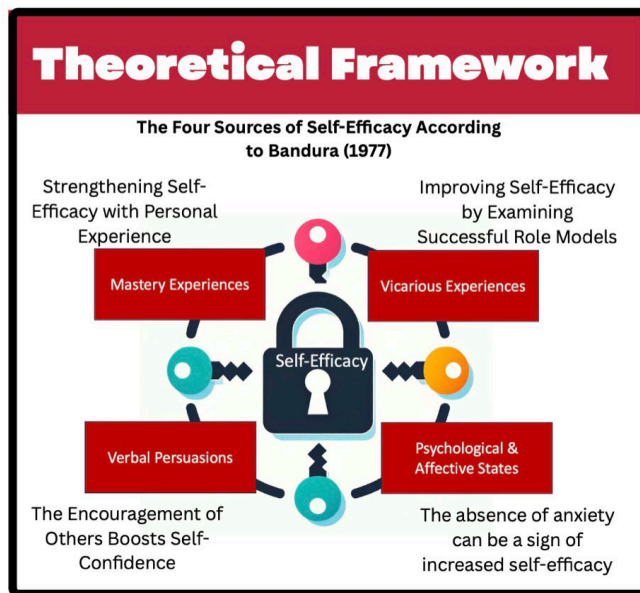 Theoretical Framework
The Four Sources of Self-Efficacy According
to Bandura (1977)
Strengthening Self-
Efficacy with Personal
Experience
Improving Self-Efficacy
by Examining
Successful Role Models
Mastery Experiences
Vicarious Experiences
Self-Efficacy
Verbal Persuasions
Psychological &
Affective States
The Encouragement of
Others Boosts Self-
Confidence
The absence of anxiety
can be a sign of
increased self-efficacy